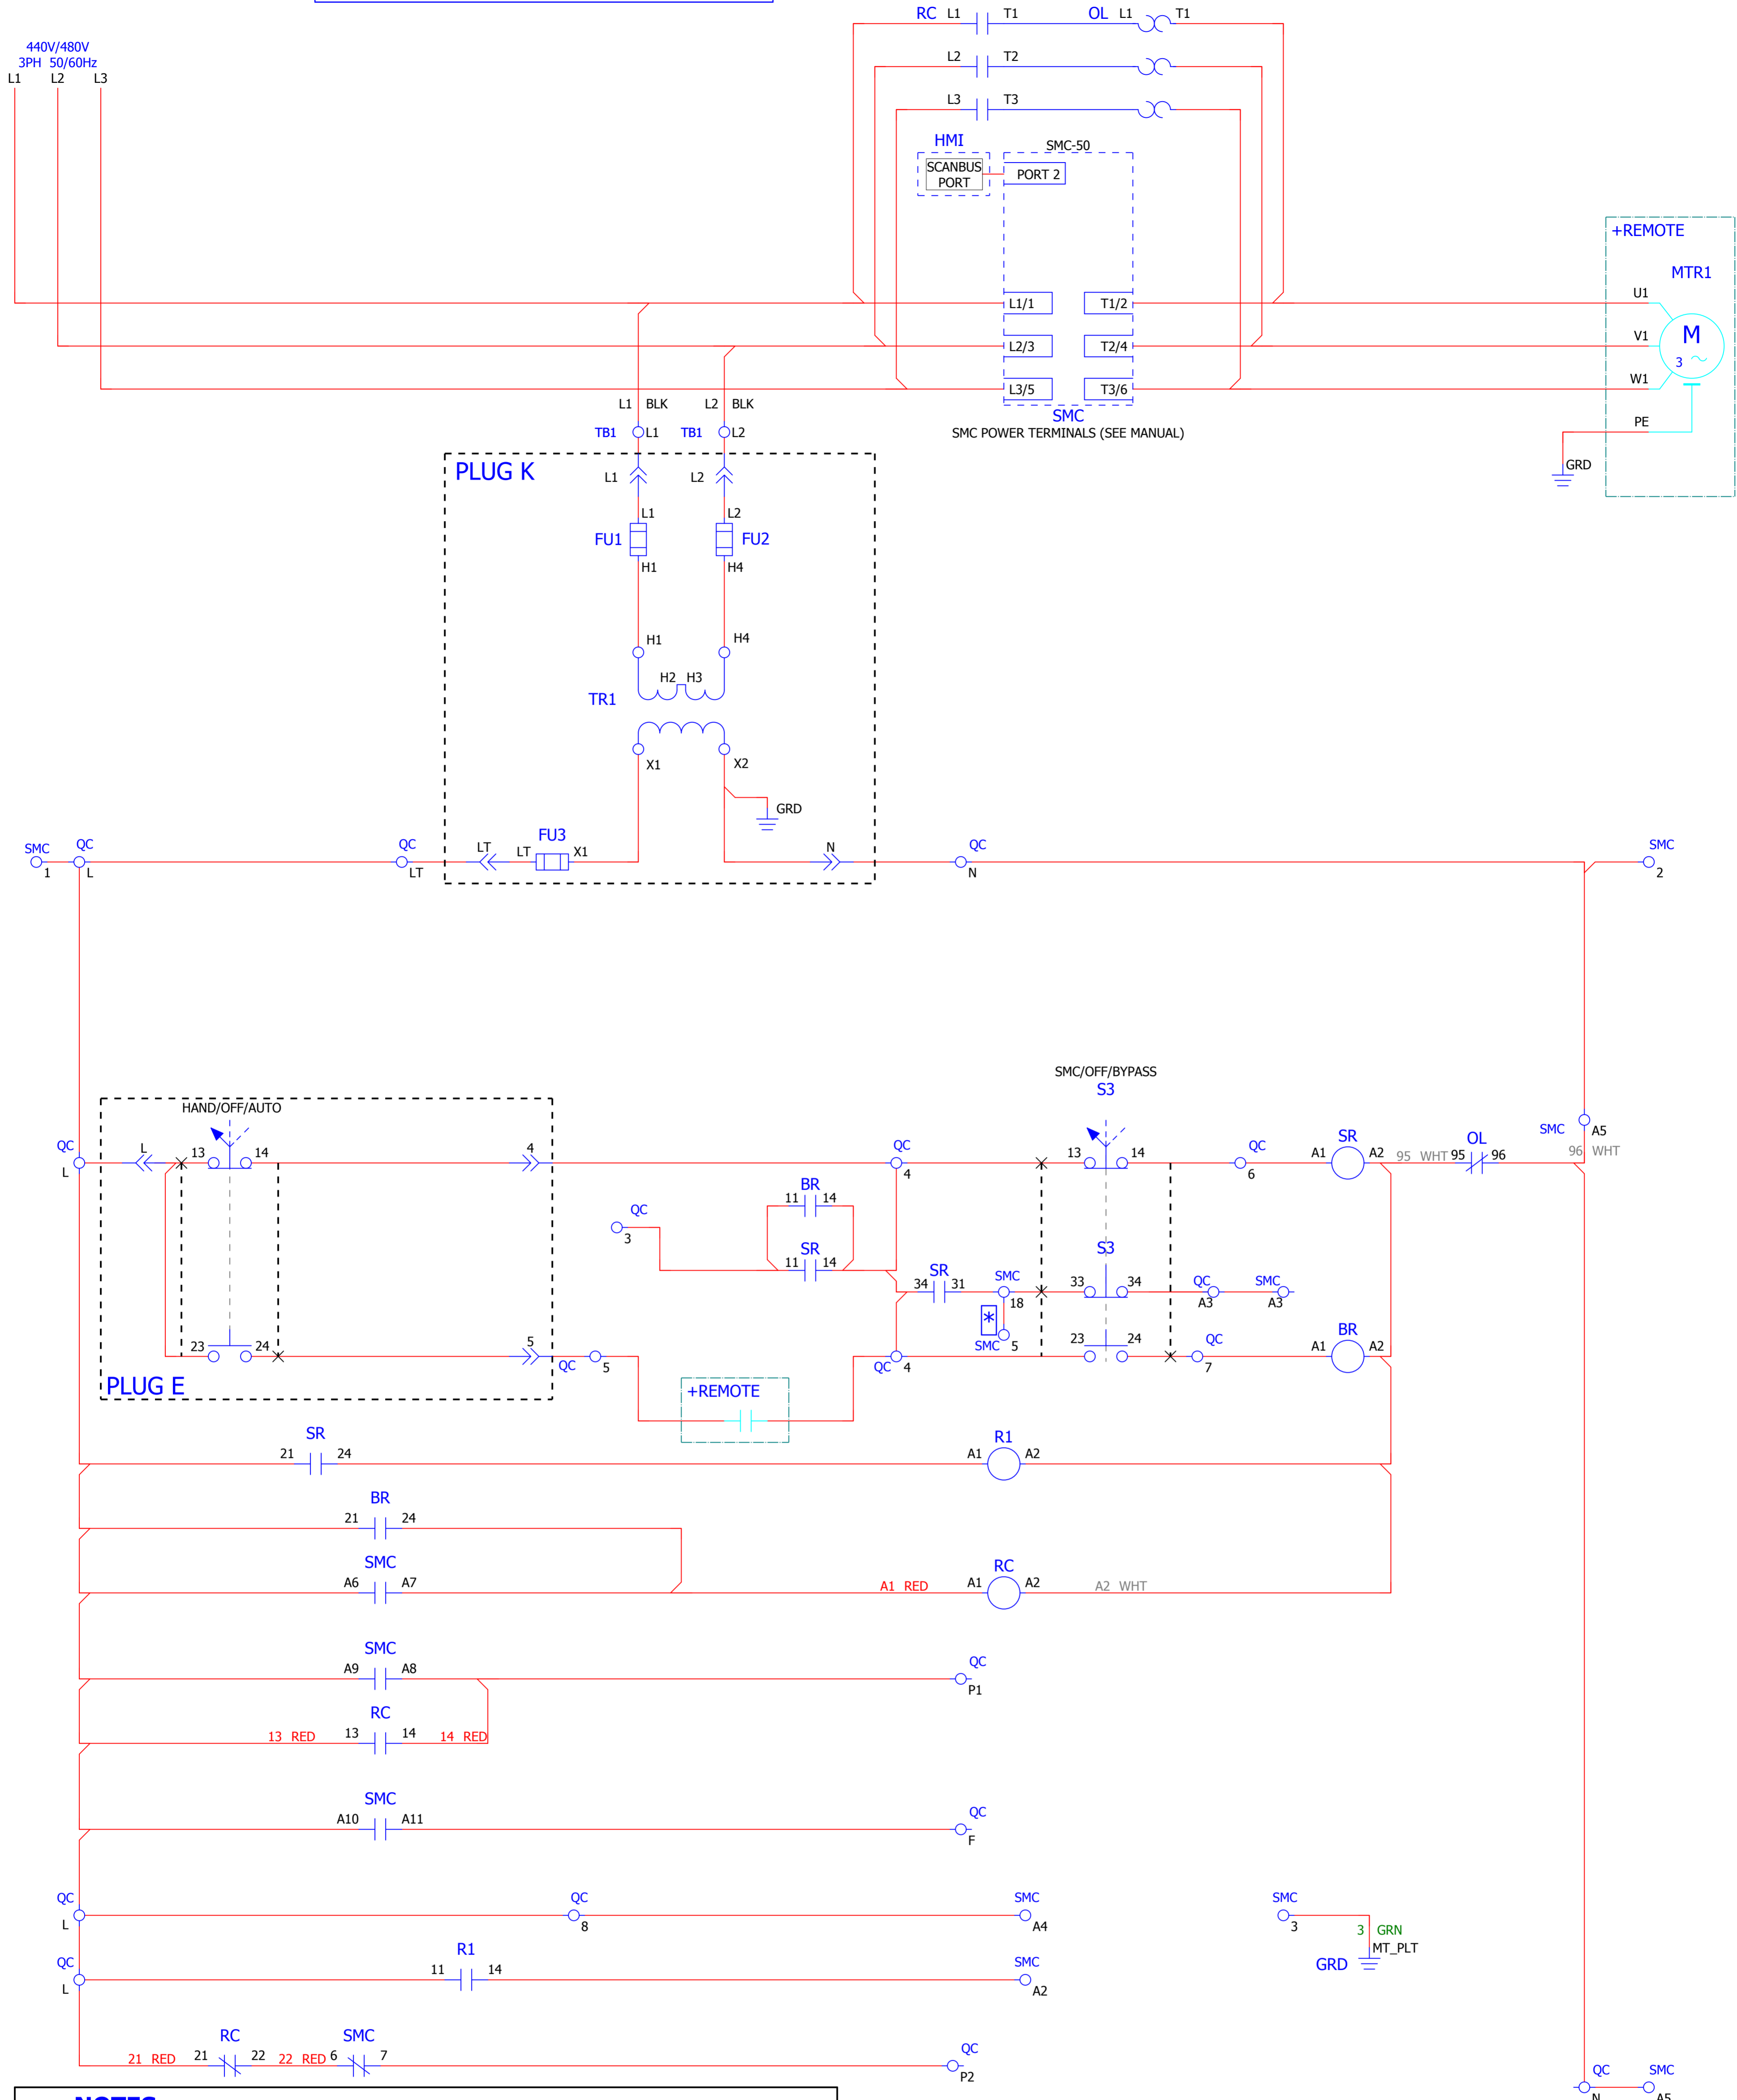 RC L1 T1 OL L1 T1
440V/480V
3PH 50/60Hz
L1 L2 L3
L2 T2
L3 T3
HMI
SMC-50
SCANBUS
PORT
PORT 2
+REMOTE
MTR1
L1/1 T1/2 U1
L2/3 T2/4 V1 M
3
L3/5 T3/6 W1
L1 BLK L2 BLK
SMC
SMC POWER TERMINALS (SEE MANUAL)
PE
TB1 L1 TB1 L2
GRD
PLUG K
L1 L2
L1 L2
FU1 FU2
H1 H4
H1 H4
H2 H3
TR1
X1 X2
GRD
SMC QC QC LT LT FU3 X1 N QC SMC
1 L LT N 2
SMC/OFF/BYPASS
S3
HAND/OFF/AUTO
QC L 13 14 4 QC 13 14 QC A1 SR A2 95 WHT 95 OL 96 SMC A5
96 WHT
L 4 6
BR
11 14
QC
3
SR
11 14
S3
SR
34 31 SMC 33 34 QC SMC
18 A3 A3
*
23 24 5 QC 5 QC 4 SMC 5 23 24 QC 7 A1 BR A2
PLUG E
+REMOTE
SR R1
21 24 A1 A2
BR
21 24
SMC RC
A6 A7 A1 RED A1 A2 A2 WHT
SMC
A9 A8 QC
P1
RC
13 RED 13 14 14 RED
SMC
A10 A11 QC
F
QC QC SMC SMC
L 8 A4 3
3 GRN
MT_PLT
GRD
QC R1 SMC
L 11 14 A2
RC SMC
21 RED 21 22 22 RED 6 7 QC
P2
QC SMC
N A5
NOTES